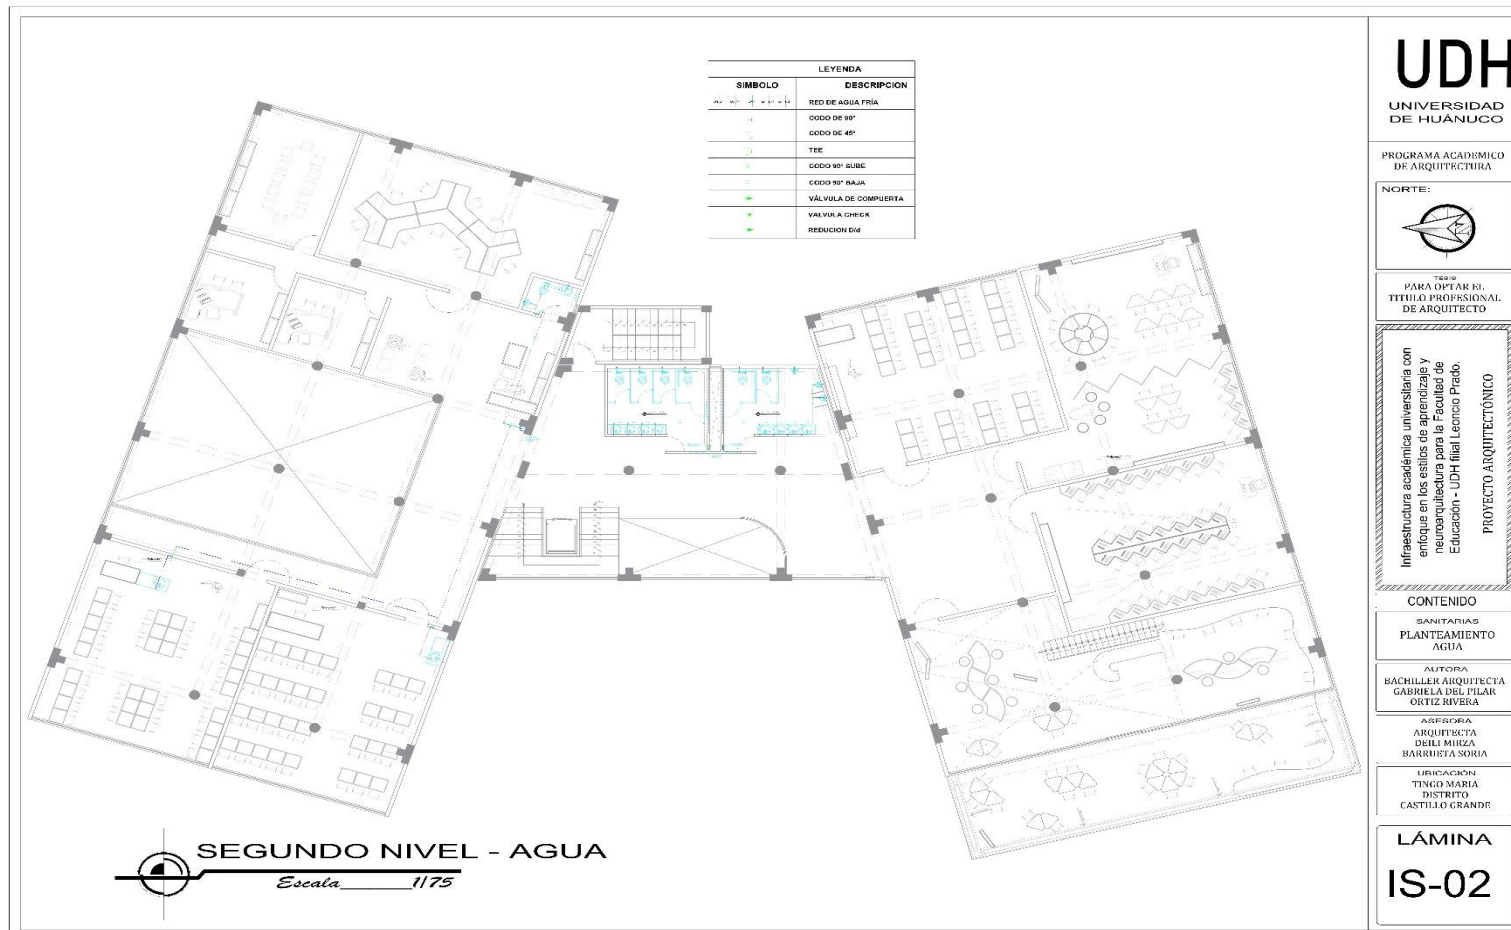 LEYENDA
SIMBOLO DESCRIPCION
RED DE AGUA FRÍA
CODO DE 90°
CODO DE 45°
TEE
CODO 90° SUBE
CODO 90° BAJA
VÁLVULA DE COMPUERTA
VALVULA CHECK
REDUCION D/d
SEGUNDO NIVEL - AGUA
Escala 1/75
UDH
UNIVERSIDAD
DE HUÁNUCO
PROGRAMA ACADEMICO
DE ARQUITECTURA
NORTE:
TESIS
PARA OPTAR EL
TITULO PROFESIONAL
DE ARQUITECTO
Infraestructura académica universitaria con
enfoque en los estilos de aprendizaje y
neuroarquitectura para la Facultad de
Educación - UDH filial Leoncio Prado.
PROYECTO ARQUITECTÓNICO
CONTENIDO
SANITARIAS
PLANTEAMIENTO
AGUA
AUTORA
BACHILLER ARQUITECTA
GABRIELA DEL PILAR
ORTIZ RIVERA
ASESORA
ARQUITECTA
DEILI MIRZA
BARRUETA SORIA
UBICACIÓN
TINGO MARIA
DISTRITO
CASTILLO GRANDE
LÁMINA
IS-02